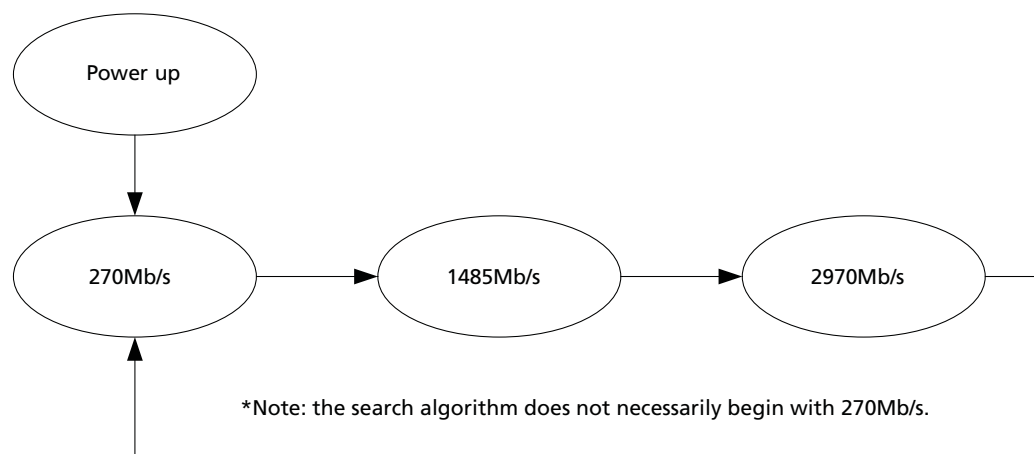 Power up
270Mb/s
1485Mb/s
2970Mb/s
*Note: the search algorithm does not necessarily begin with 270Mb/s.